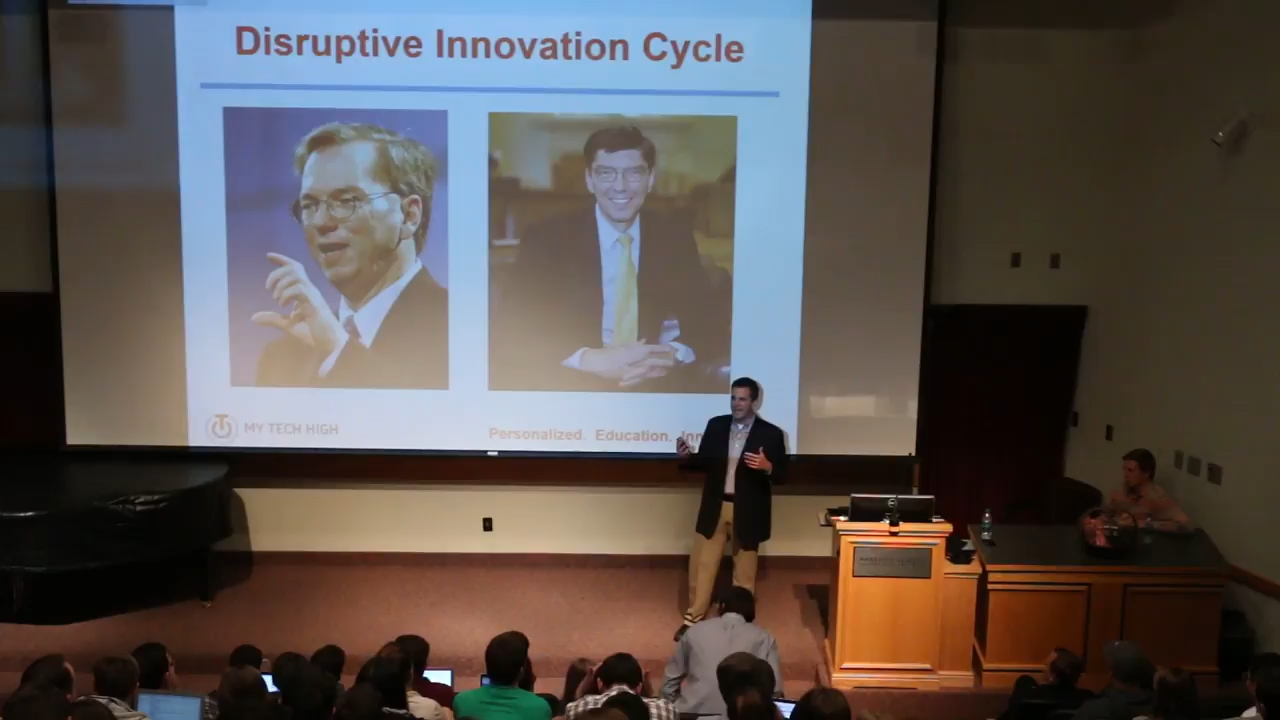 Disruptive Innovation Cycle
MY TECH HIGH
Personalized. Education.